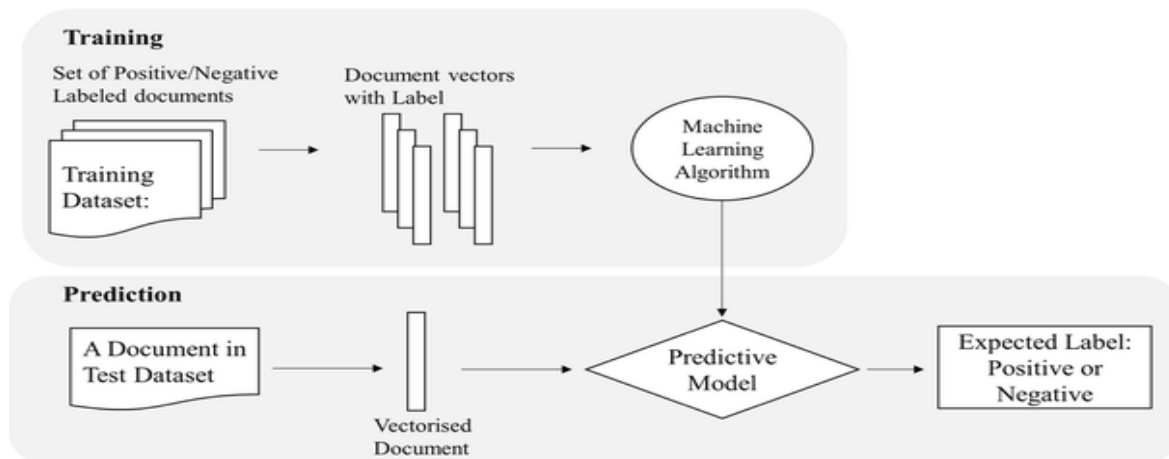 Training
Set of Positive/Negative
Labeled documents
Training
Dataset:
Document vectors
with Label
Machine
Learning
Algorithm
Prediction
A Document in
Test Dataset
Vectorised
Document
Predictive
Model
Expected Label:
Positive or
Negative